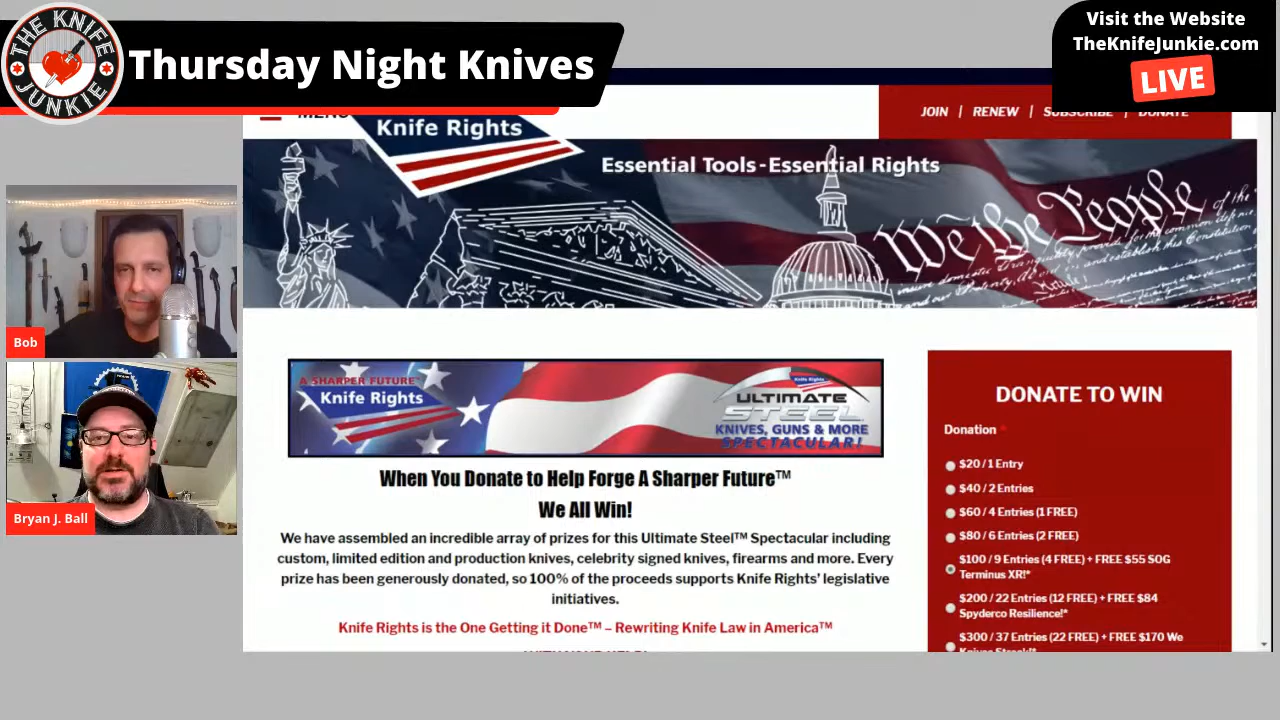 THE KNIFE
JUNKIE
Thursday Night Knives
Visit the Website
TheKnifeJunkie.com
LIVE
MENU
Knife Rights
JOIN | RENEW | SUBSCRIBE | DONATE
Essential Tools - Essential Rights
We the People
Bob
Bryan J. Ball
A SHARPER FUTURE
Knife Rights
Knife Rights
ULTIMATE
STEEL
KNIVES, GUNS & MORE
SPECTACULAR!
When You Donate to Help Forge A Sharper Future™
We All Win!
We have assembled an incredible array of prizes for this Ultimate Steel™ Spectacular including
custom, limited edition and production knives, celebrity signed knives, firearms and more. Every
prize has been generously donated, so 100% of the proceeds supports Knife Rights' legislative
initiatives.
Knife Rights is the One Getting it Done™ – Rewriting Knife Law in America™
WITH YOUR HELP!
DONATE TO WIN
Donation *
$20 / 1 Entry
$40 / 2 Entries
$60 / 4 Entries (1 FREE)
$80 / 6 Entries (2 FREE)
$100 / 9 Entries (4 FREE) + FREE $55 SOG
Terminus XR!*
$200 / 22 Entries (12 FREE) + FREE $84
Spyderco Resilience!*
$300 / 37 Entries (22 FREE) + FREE $170 We